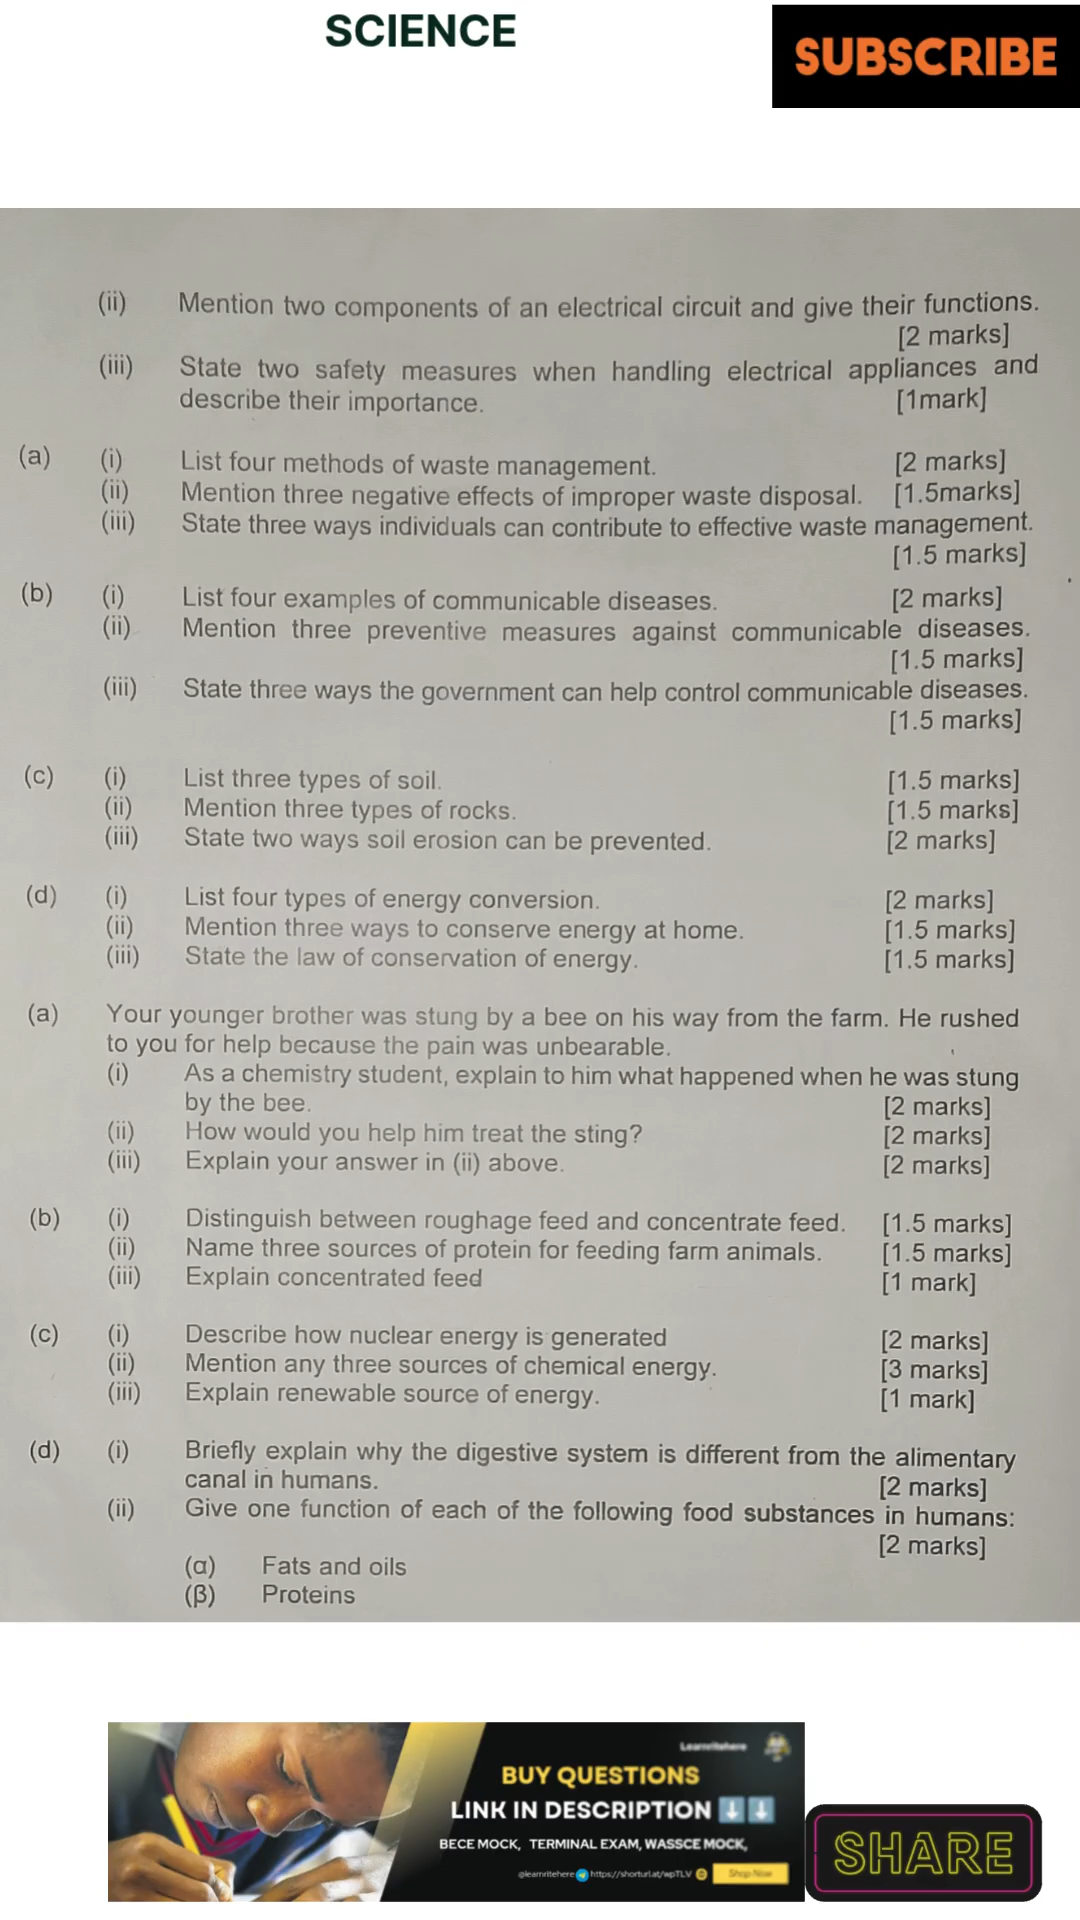 SCIENCE
SUBSCRIBE
(ii) Mention two components of an electrical circuit and give their functions.
[2 marks]
(iii) State two safety measures when handling electrical appliances and
describe their importance. [1mark]
(a) (i) List four methods of waste management. [2 marks]
(ii) Mention three negative effects of improper waste disposal. [1.5marks]
(iii) State three ways individuals can contribute to effective waste management.
[1.5 marks]
(b) (i) List four examples of communicable diseases. [2 marks]
(ii) Mention three preventive measures against communicable diseases.
[1.5 marks]
(iii) State three ways the government can help control communicable diseases.
[1.5 marks]
(c) (i) List three types of soil. [1.5 marks]
(ii) Mention three types of rocks. [1.5 marks]
(iii) State two ways soil erosion can be prevented. [2 marks]
(d) (i) List four types of energy conversion. [2 marks]
(ii) Mention three ways to conserve energy at home. [1.5 marks]
(iii) State the law of conservation of energy. [1.5 marks]
(a) Your younger brother was stung by a bee on his way from the farm. He rushed
to you for help because the pain was unbearable.
(i) As a chemistry student, explain to him what happened when he was stung
by the bee. [2 marks]
(ii) How would you help him treat the sting? [2 marks]
(iii) Explain your answer in (ii) above. [2 marks]
(b) (i) Distinguish between roughage feed and concentrate feed. [1.5 marks]
(ii) Name three sources of protein for feeding farm animals. [1.5 marks]
(iii) Explain concentrated feed [1 mark]
(c) (i) Describe how nuclear energy is generated [2 marks]
(ii) Mention any three sources of chemical energy. [3 marks]
(iii) Explain renewable source of energy. [1 mark]
(d) (i) Briefly explain why the digestive system is different from the alimentary
canal in humans. [2 marks]
(ii) Give one function of each of the following food substances in humans:
[2 marks]
(α) Fats and oils
(β) Proteins
Learnritehere
BUY QUESTIONS
LINK IN DESCRIPTION
BECE MOCK, TERMINAL EXAM, WASSCE MOCK,
@learnritehere https://shorturl.at/wpTLV Shop Now
SHARE